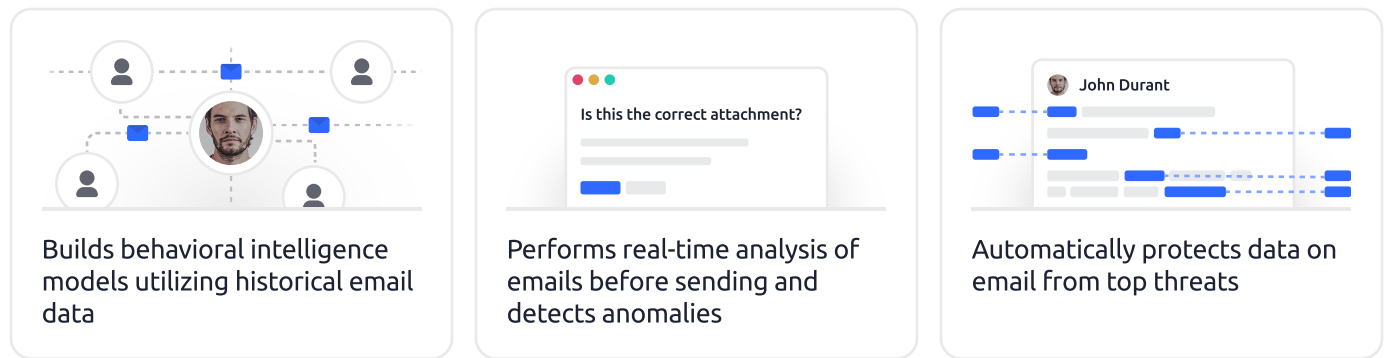 Is this the correct attachment?
John Durant
Builds behavioral intelligence
models utilizing historical email
data
Performs real-time analysis of
emails before sending and
detects anomalies
Automatically protects data on
email from top threats